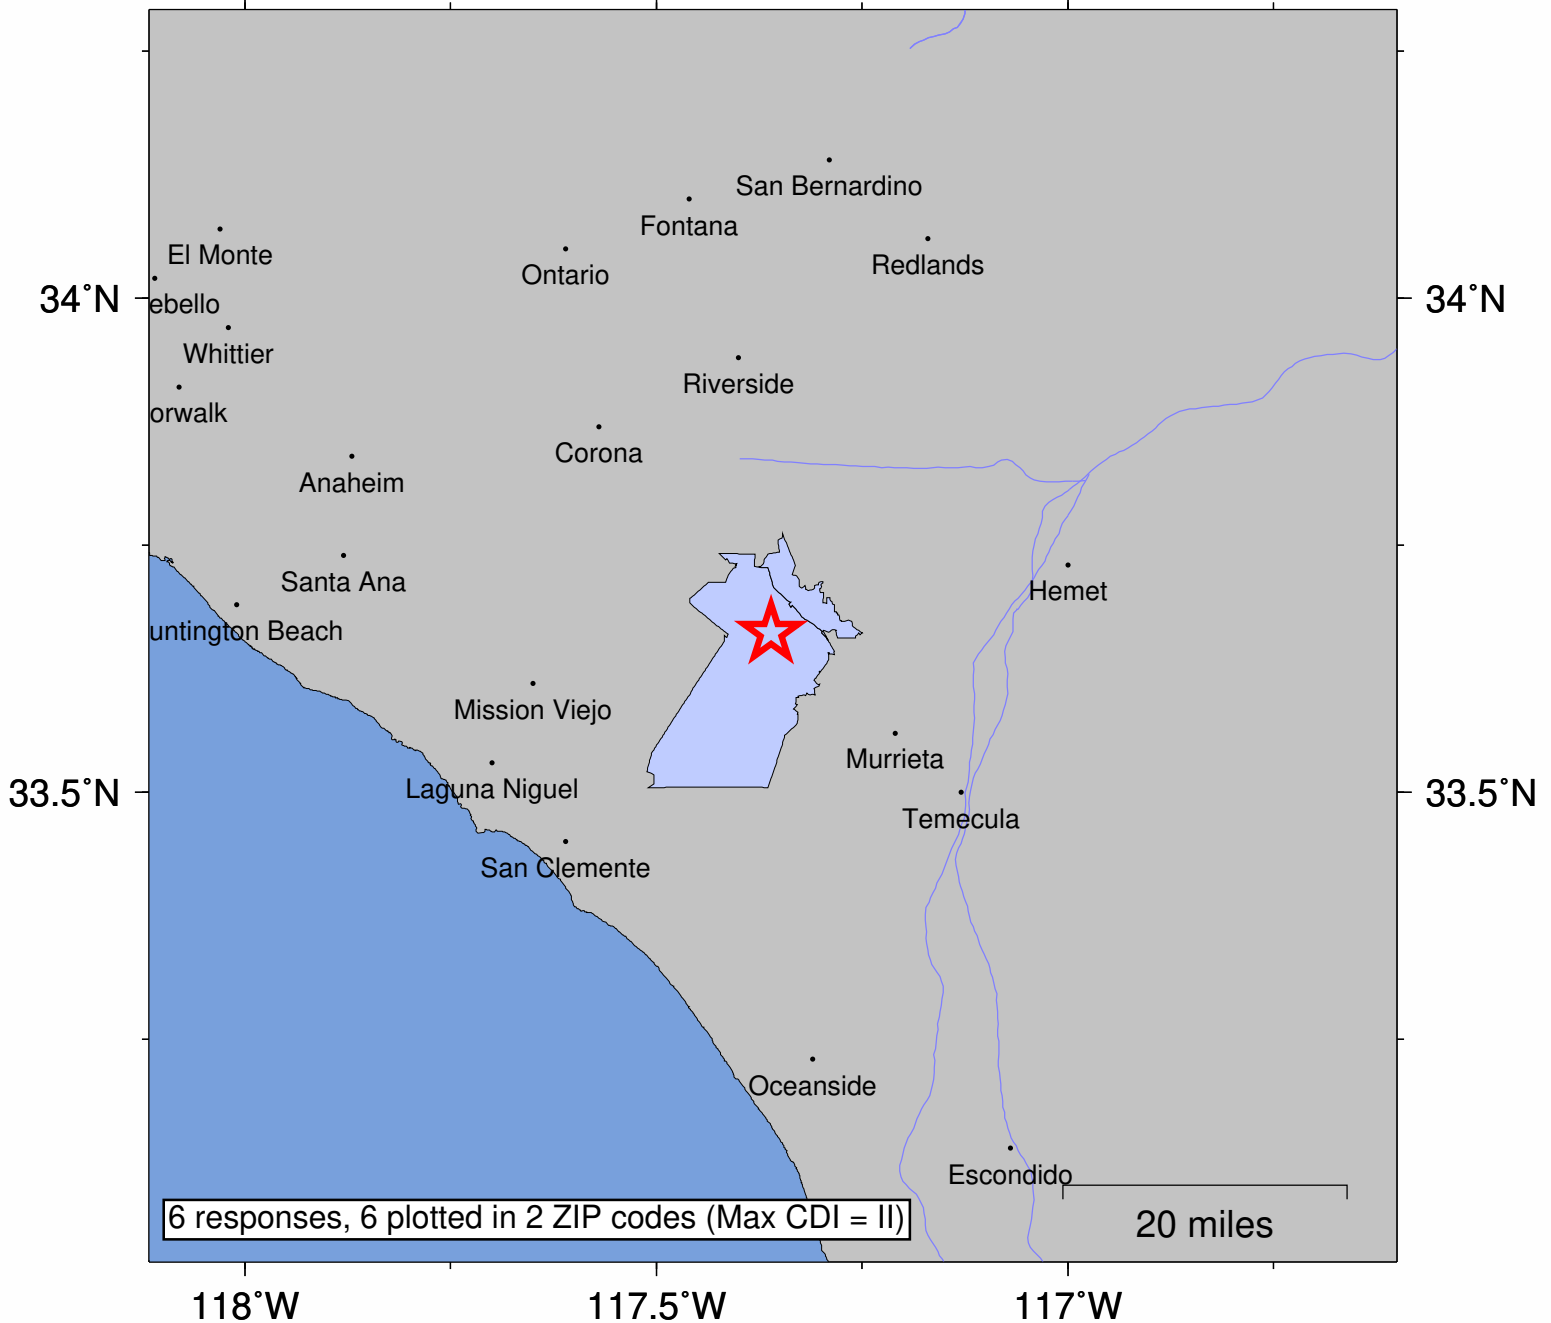 San Bernardino
Fontana
El Monte
Redlands
Ontario
34°N
ebello
34°N
Whittier
Riverside
orwalk
Corona
Anaheim
Santa Ana
Hemet
untington Beach
Mission Viejo
Murrieta
Laguna Niguel
33.5°N
33.5°N
Temecula
San Clemente
Oceanside
Escondido
6 responses, 6 plotted in 2 ZIP codes (Max CDI = II)
20 miles
118°W
117.5°W
117°W